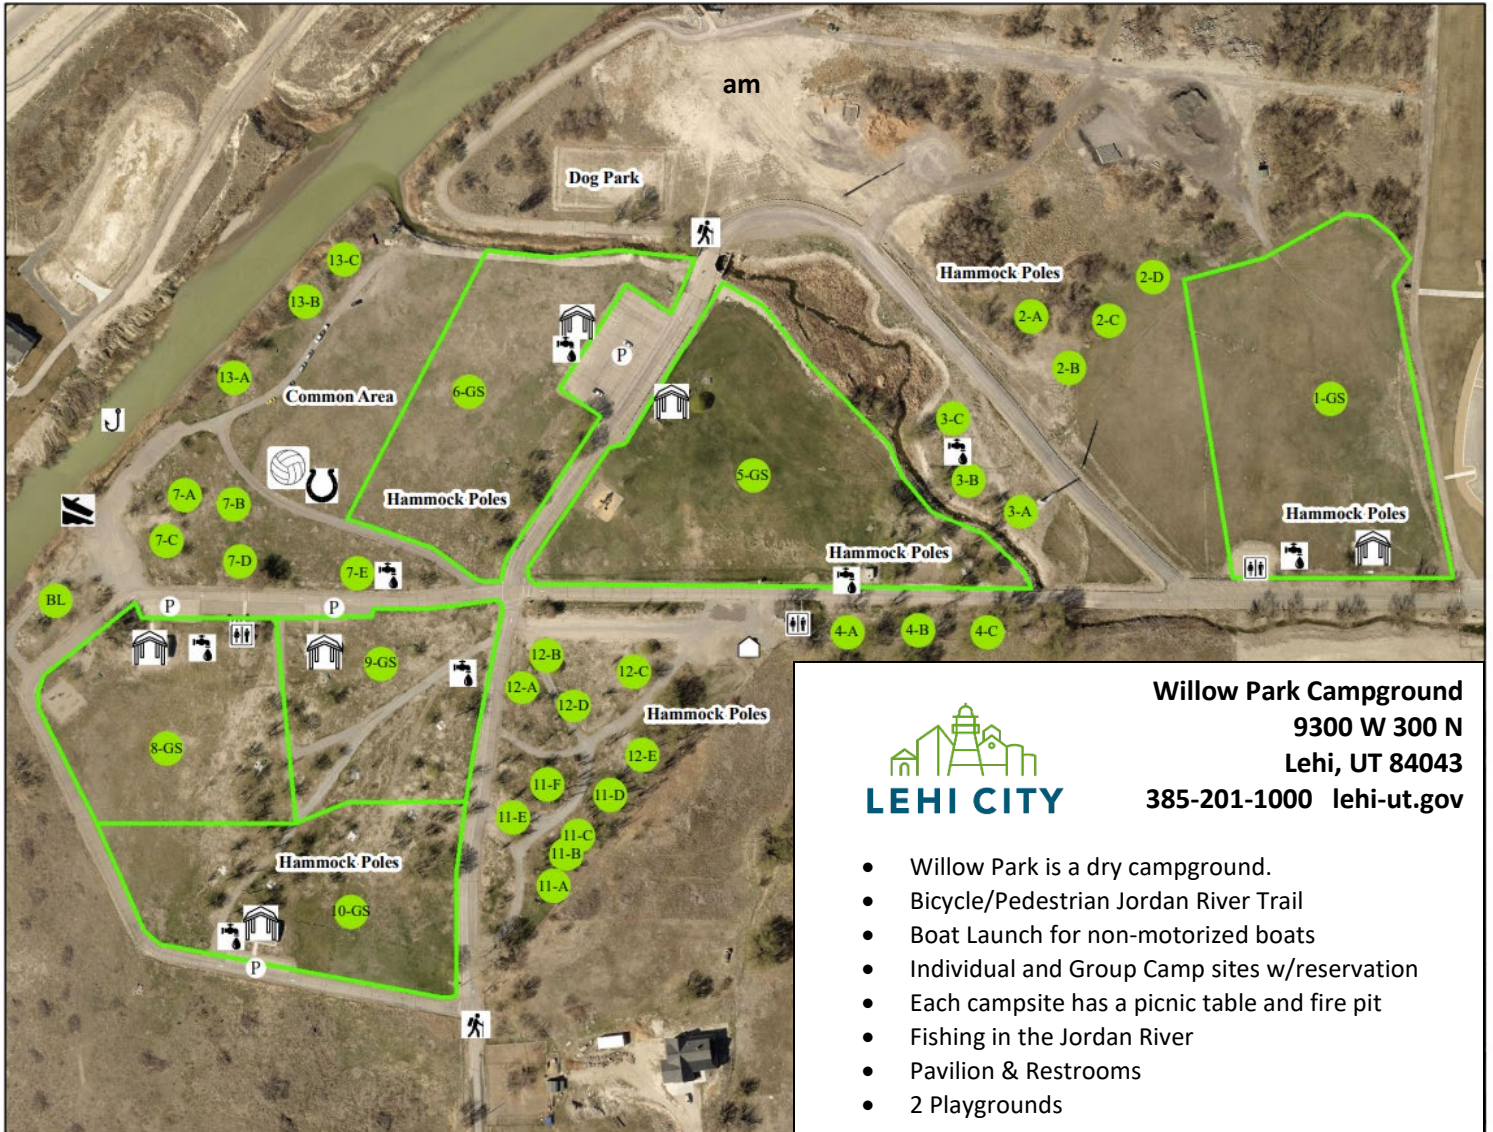 am
Dog Park
13-C
Hammock Poles
2-D
13-B
2-A
2-C
P
2-B
13-A
Common Area
6-GS
1-GS
3-C
5-GS
3-B
7-A
7-B
Hammock Poles
3-A
Hammock Poles
7-C
Hammock Poles
7-D
7-E
BL
P
P
4-A
4-B
4-C
12-B
9-GS
12-C
12-A
12-D
Hammock Poles
8-GS
12-E
11-F
11-D
11-E
11-C
11-B
Hammock Poles
11-A
10-GS
P
LEHI CITY
Willow Park Campground
9300 W 300 N
Lehi, UT 84043
385-201-1000 lehi-ut.gov
• Willow Park is a dry campground.
• Bicycle/Pedestrian Jordan River Trail
• Boat Launch for non-motorized boats
• Individual and Group Camp sites w/reservation
• Each campsite has a picnic table and fire pit
• Fishing in the Jordan River
• Pavilion & Restrooms
• 2 Playgrounds